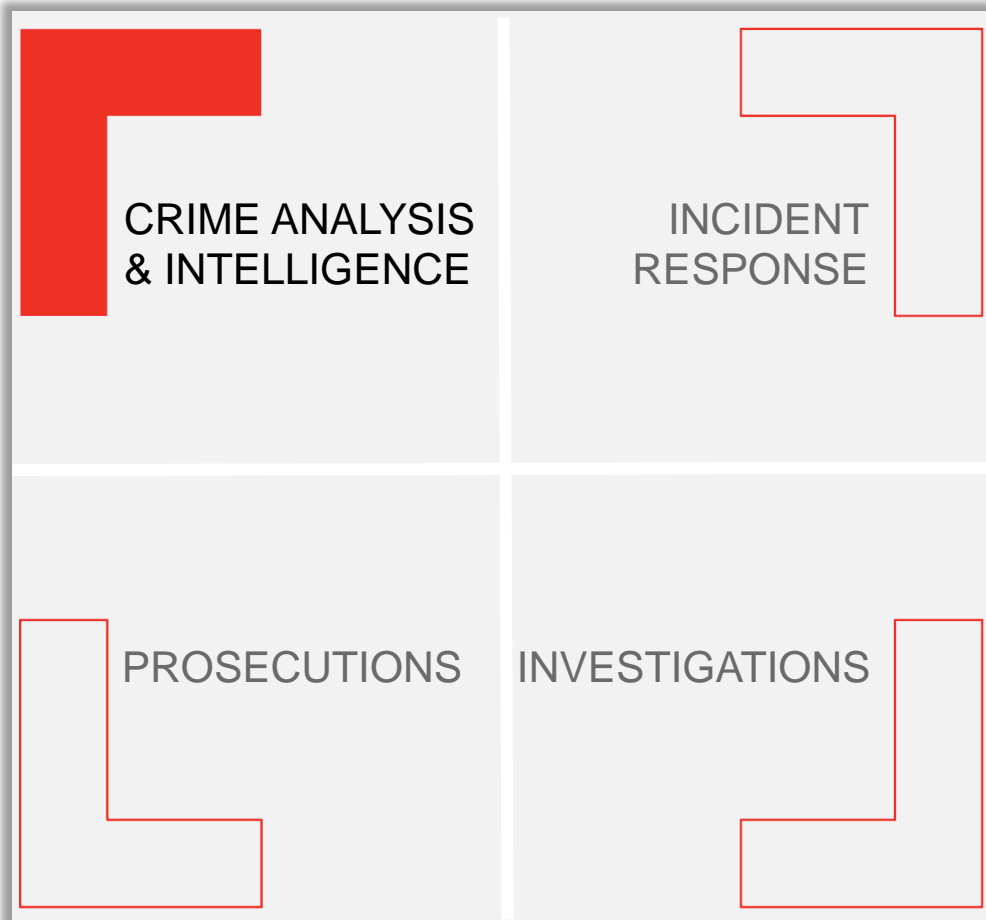 CRIME ANALYSIS
& INTELLIGENCE
INCIDENT
RESPONSE
PROSECUTIONS
INVESTIGATIONS